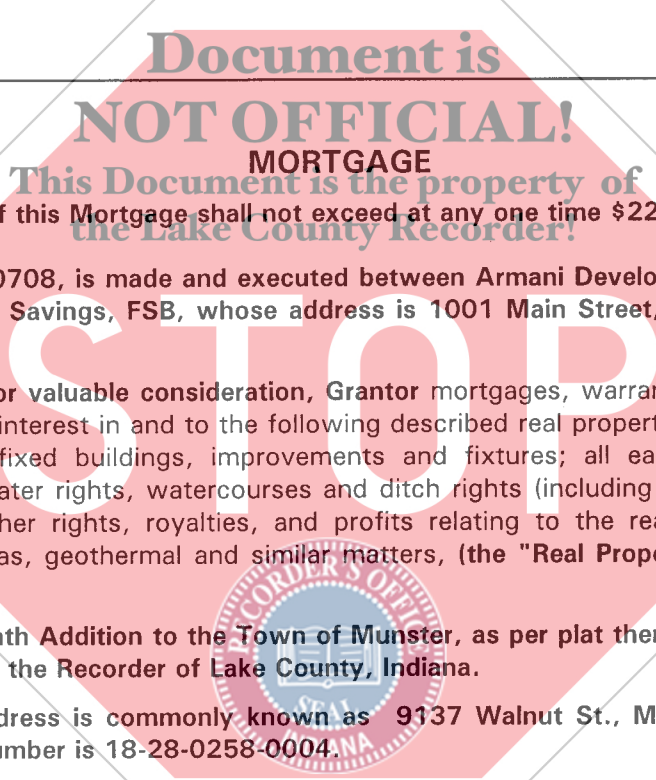 Document is
NOT OFFICIAL!
MORTGAGE
This Document is the property of
f this Mortgage shall not exceed at any one time $22
the Lake County Recorder!
0708, is made and executed between Armani Develo
Savings, FSB, whose address is 1001 Main Street,
STOP
or valuable consideration, Grantor mortgages, warran
interest in and to the following described real propert
fixed buildings, improvements and fixtures; all ea
ater rights, watercourses and ditch rights (including
her rights, royalties, and profits relating to the rea
as, geothermal and similar matters, (the "Real Prope
RECORDER'S OFFICE
nth Addition to the Town of Munster, as per plat ther
the Recorder of Lake County, Indiana.
SEAL
dress is commonly known as 9137 Walnut St., M
INDIANA
umber is 18-28-0258-0004.